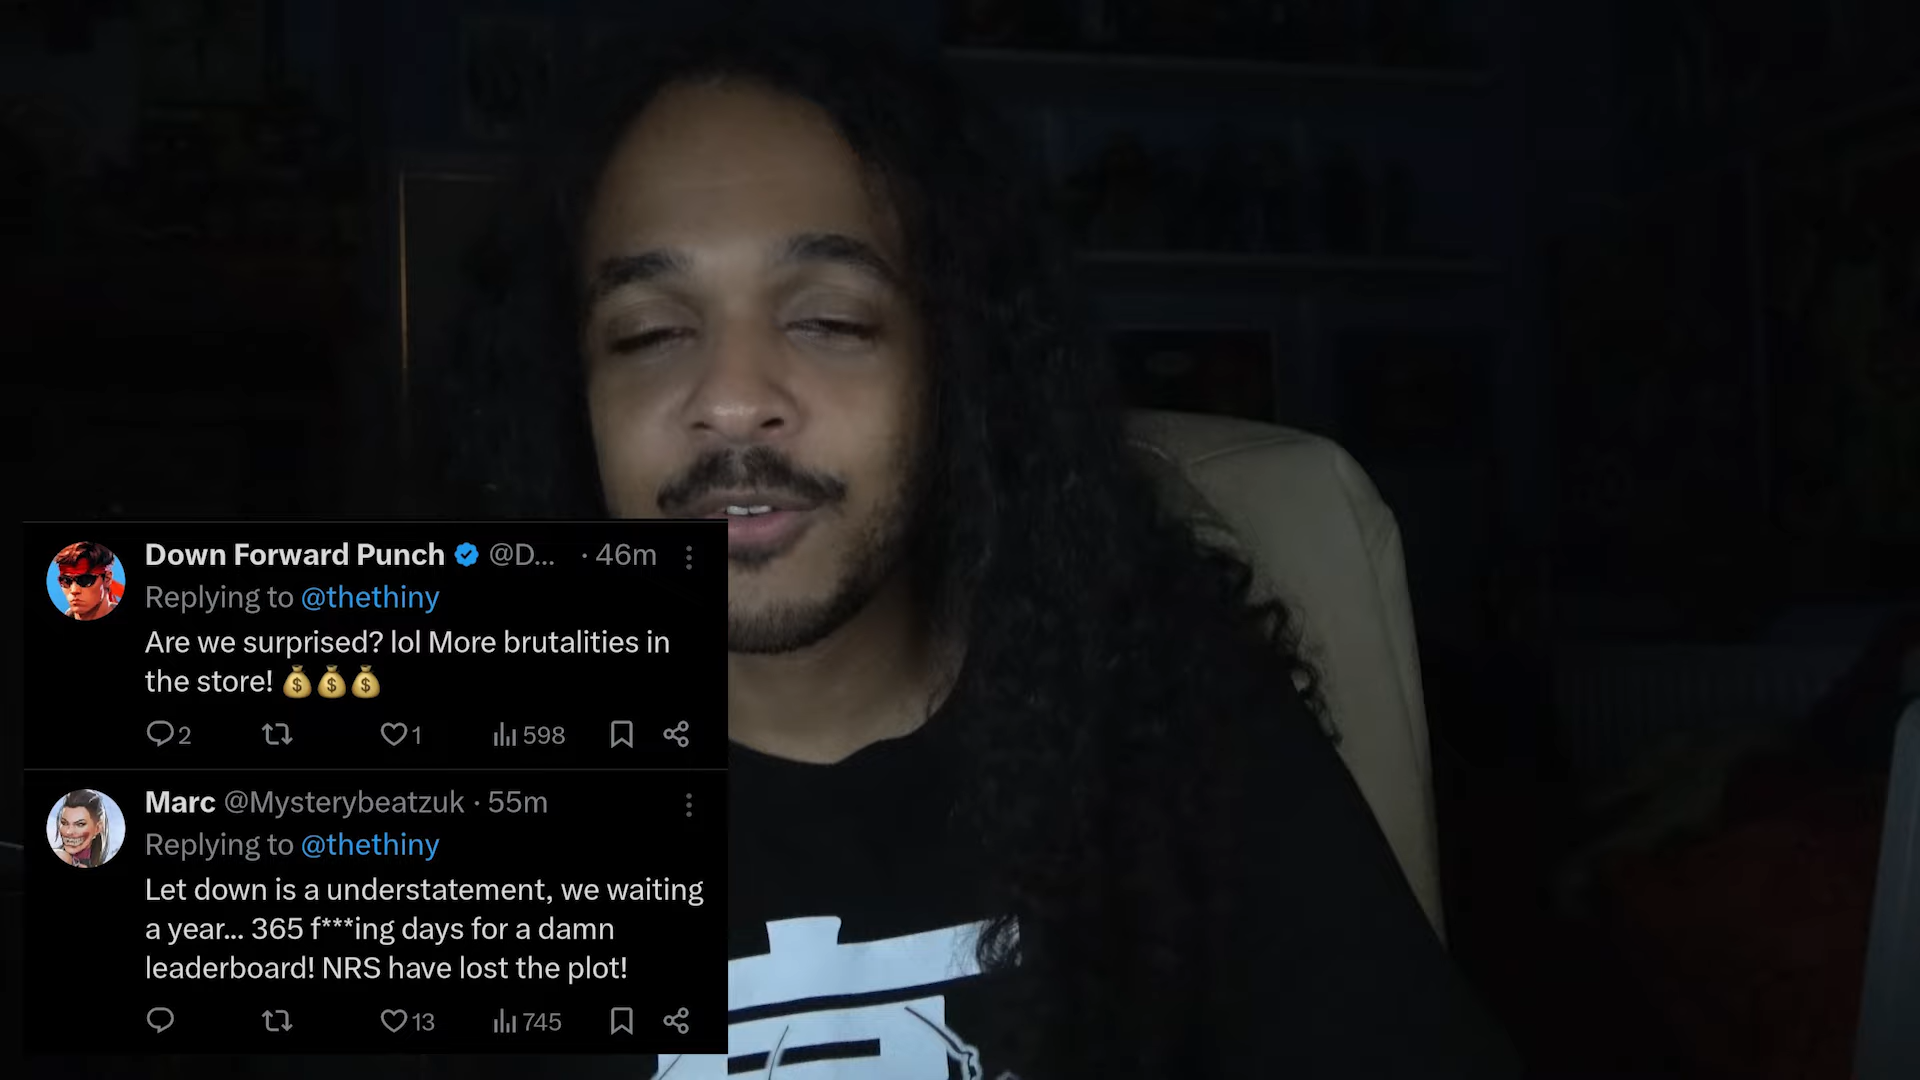 Down Forward Punch @D... · 46m
Replying to @thethiny
Are we surprised? lol More brutalities in
the store! 💰💰💰
2 1 598
Marc @Mysterybeatzuk · 55m
Replying to @thethiny
Let down is a understatement, we waiting
a year... 365 f***ing days for a damn
leaderboard! NRS have lost the plot!
13 745